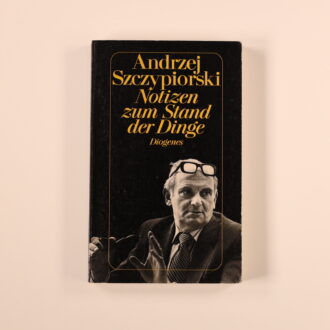 Andrzej
Szczypiorski
Notizen
zum Stand
der Dinge
Diogenes